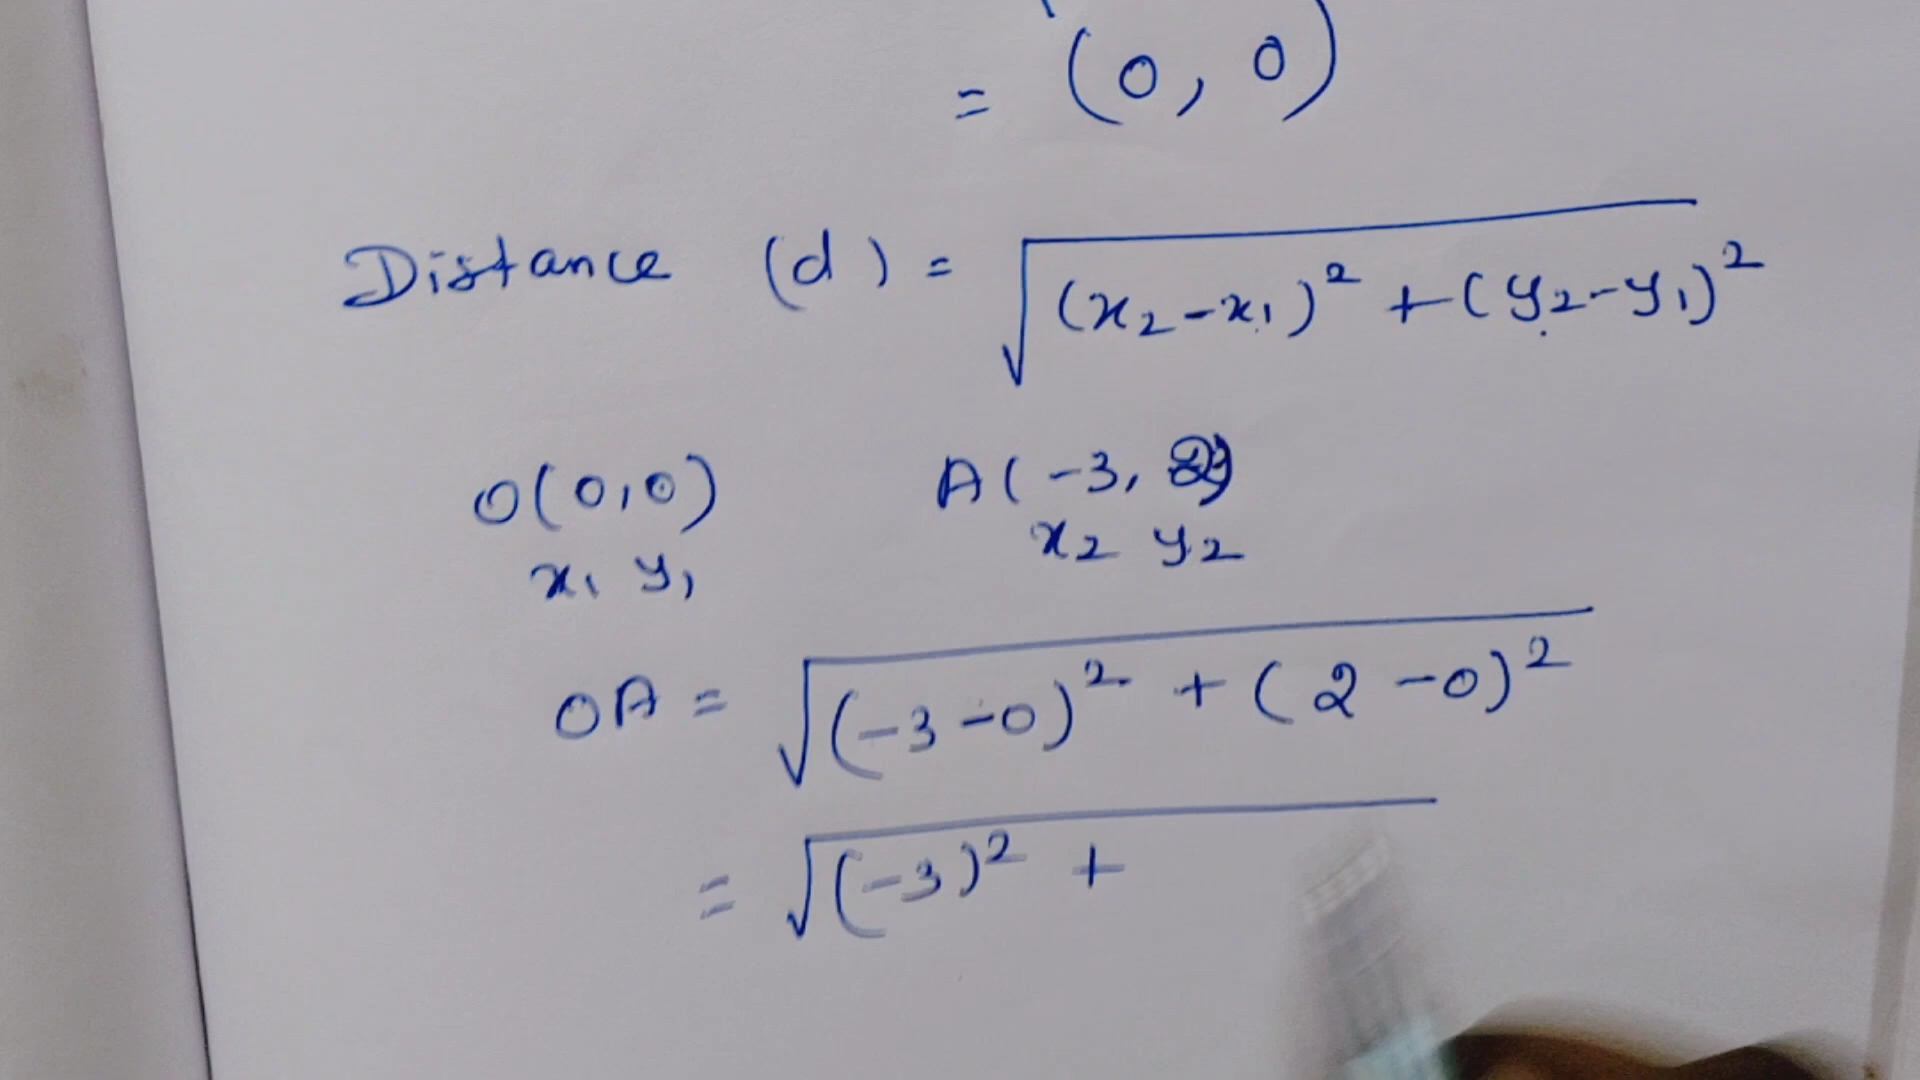 = (0, 0)
Distance (d) = √(x₂-x₁)² + (y₂-y₁)²
O(0,0) A(-3, 2)
x₁ y₁ x₂ y₂
OA = √(-3-0)² + (2-0)²
= √(-3)² +